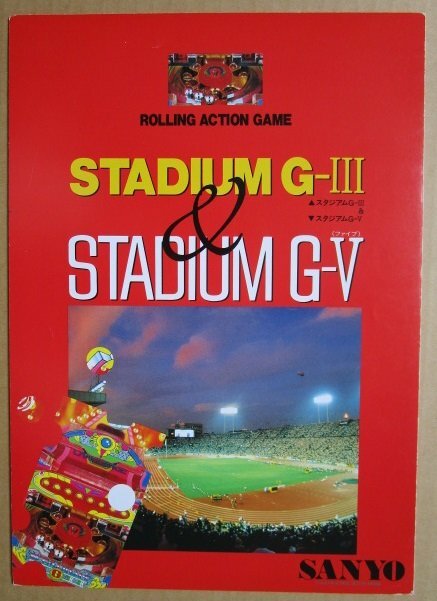 ROLLING ACTION GAME
STADIUM G-III
▲スタジアムG-III
&
▼スタジアムG-V
&
(ファイブ)
STADIUM G-V
SANYO